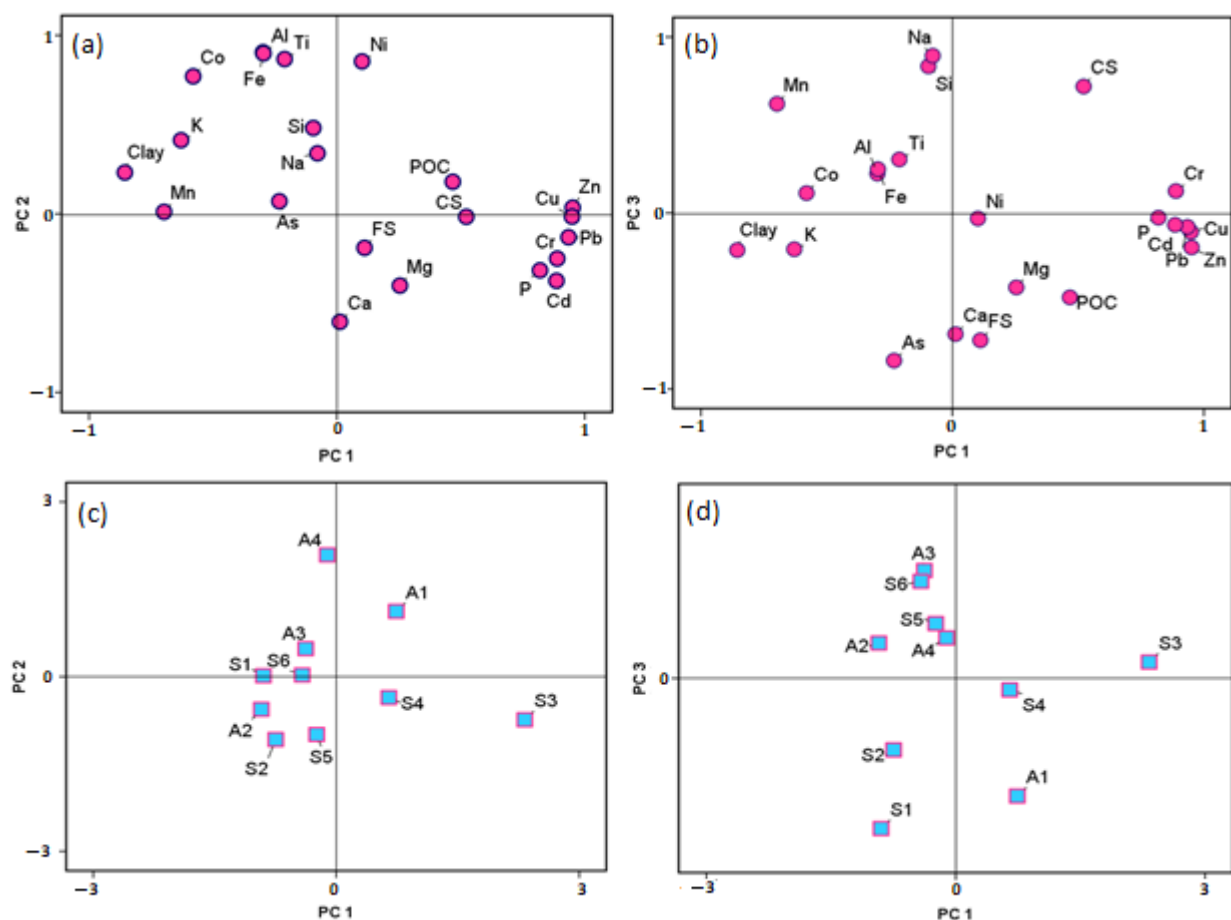 (a)
1
Al
Ti
Ni
Co
Fe
K
Si
Clay
Na
POC
Zn
Mn
Cu
0
As
CS
FS
Cr
Pb
Mg
P
Cd
Ca
−1
−1
0
1
PC 1
PC 2
(b)
1
Na
CS
Si
Mn
Al
Ti
Co
Fe
Cr
Ni
0
P
Cu
Clay
K
Cd
Pb
Zn
Mg
POC
Ca
FS
As
−1
−1
0
1
PC 1
PC 3
(c)
3
A4
A1
A3
S1
S6
0
S4
S3
A2
S2
S5
−3
−3
0
3
PC 1
PC 2
(d)
A3
S6
S5
A2
A4
S3
0
S4
S2
A1
S1
−3
0
3
PC 1
PC 3